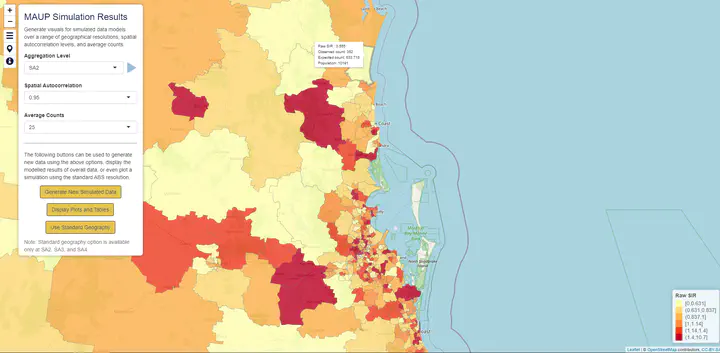 +
−
MAUP Simulation Results
Generate visuals for simulated data models
over a range of geographical resolutions, spatial
autocorrelation levels, and average counts.
Aggregation Level
SA2
Spatial Autocorrelation
0.95
Average Counts
25
The following buttons can be used to generate
new data using the above options, display the
modelled results of overall data, or even plot a
simulation using the standard ABS resolution.
Generate New Simulated Data
Display Plots and Tables
Use Standard Geography
Note: Standard geography option is available
only at SA2, SA3, and SA4.
Raw SIR:
Observed count:
Expected count:
Population:
Beach
Coast
Raw SIR
[0,0.631]
(0.631,0.837]
(0.837,1]
(1,1.14]
(1.14,1.4]
(1.4,10.7]
Leaflet | © OpenStreetMap contributors, CC-BY-SA